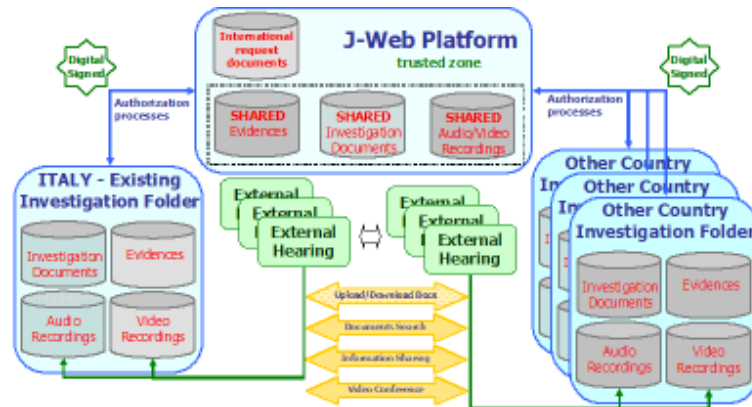 International
request
documents
J-Web Platform
trusted zone
Digital
Signed
Digital
Signed
Authorization
processes
Authorization
processes
SHARED
Evidences
SHARED
Investigation
Documents
SHARED
Audio/Video
Recordings
ITALY - Existing
Investigation Folder
Investigation
Documents
Evidences
Audio
Recordings
Video
Recordings
External
External
External
Hearing
External
External
External
Hearing
Upload/Download Docs
Documents Search
Information Sharing
Video Conference
Other Country
Other Country
Other Country
Investigation Folder
Investigation
Documents
Evidences
Audio
Recordings
Video
Recordings